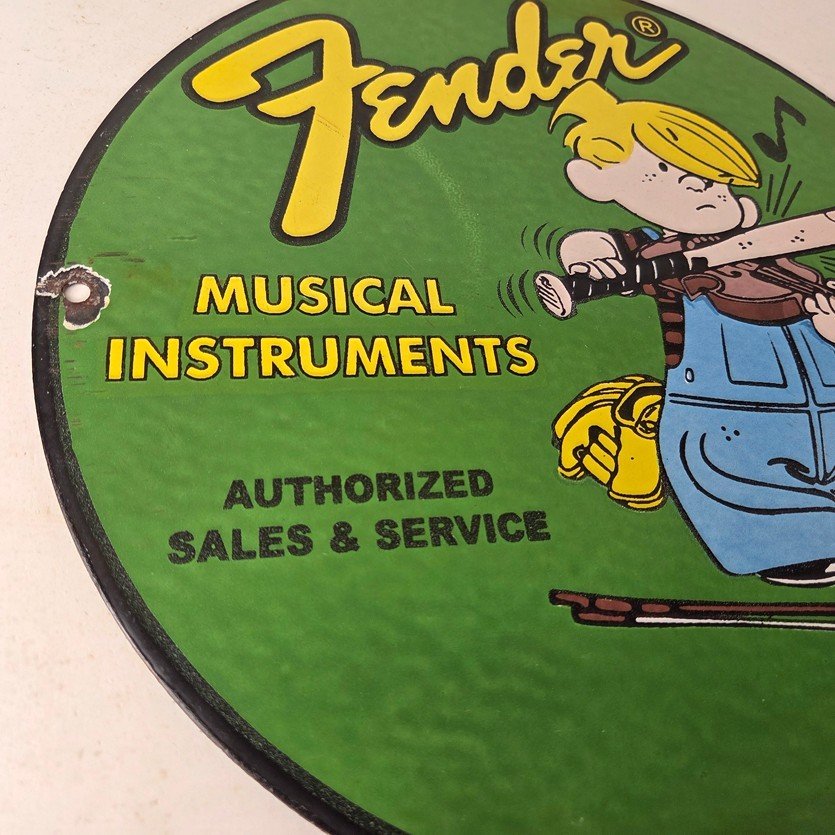 Fender®
MUSICAL
INSTRUMENTS
AUTHORIZED
SALES & SERVICE